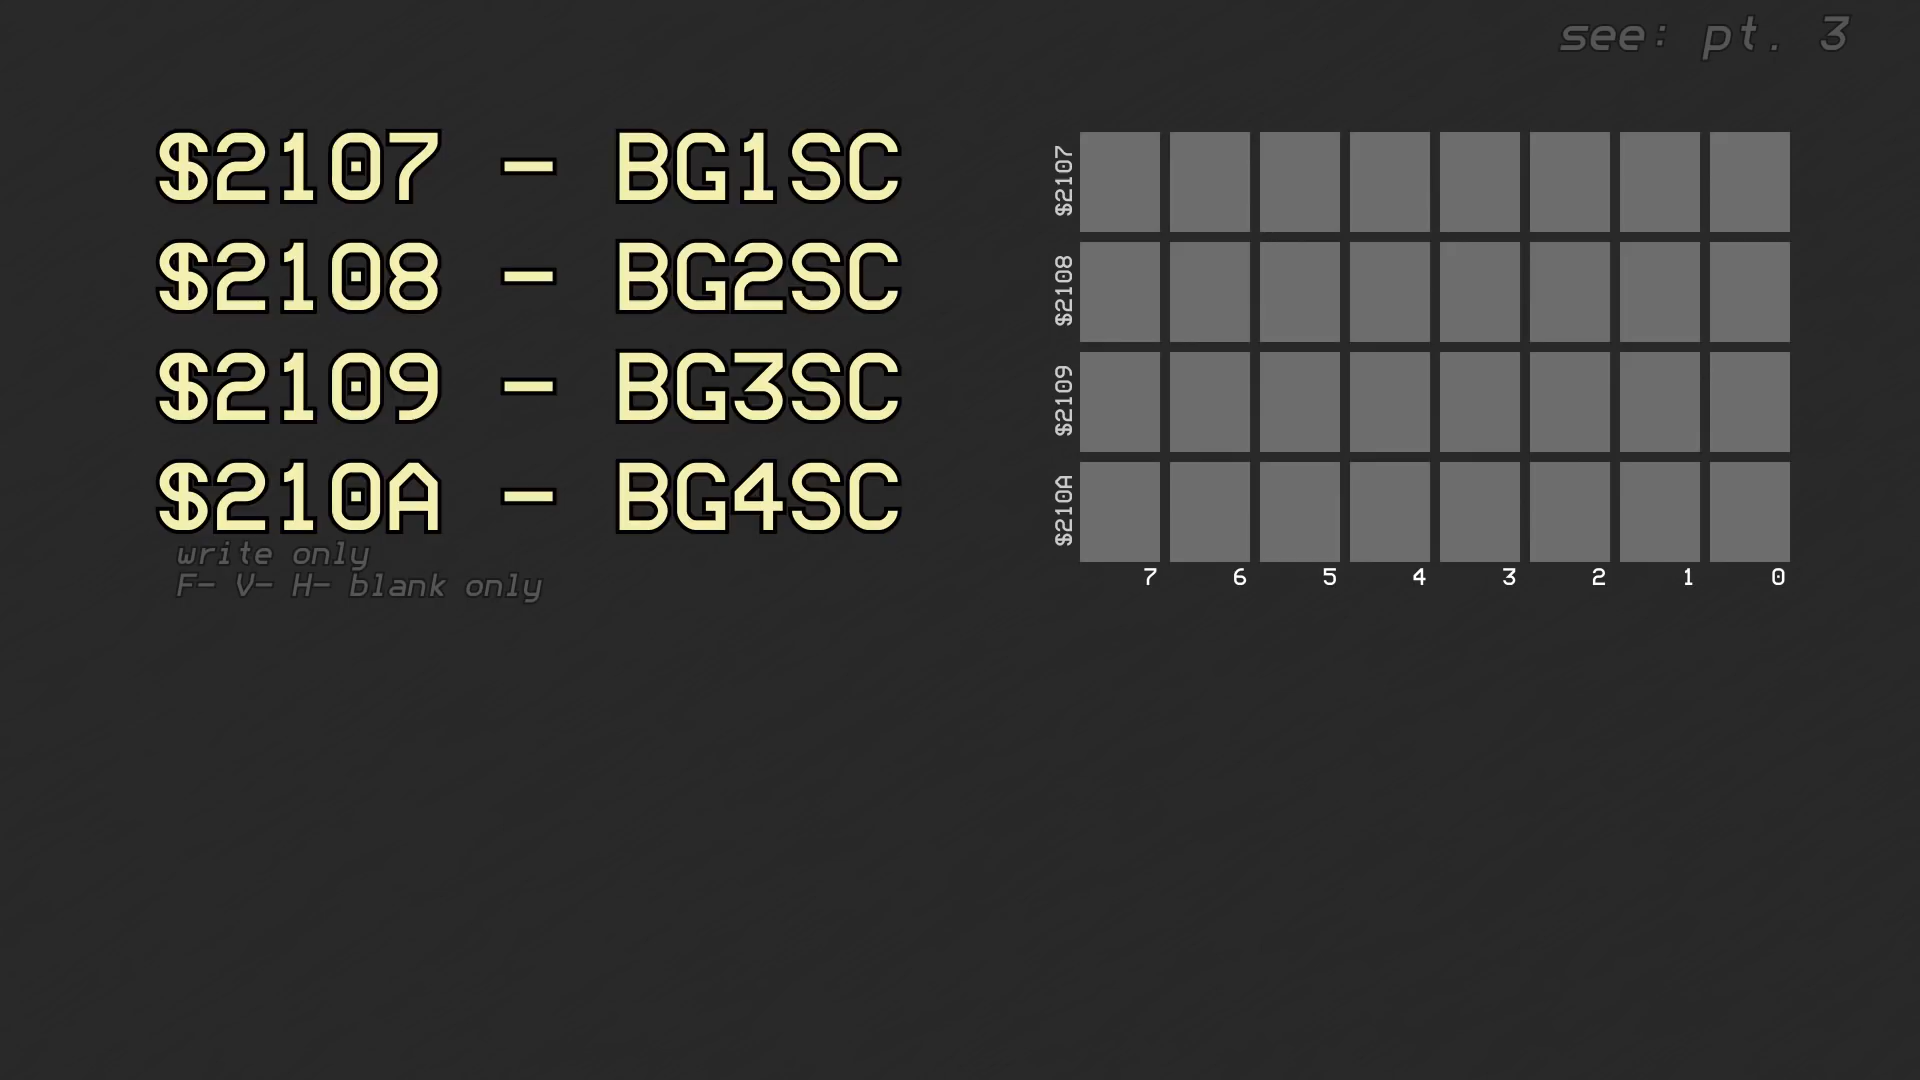 see: pt. 3
$2107 - BG1SC
$2108 - BG2SC
$2109 - BG3SC
$210A - BG4SC
write only
F- V- H- blank only
$2107
$2108
$2109
$210A
7 6 5 4 3 2 1 0